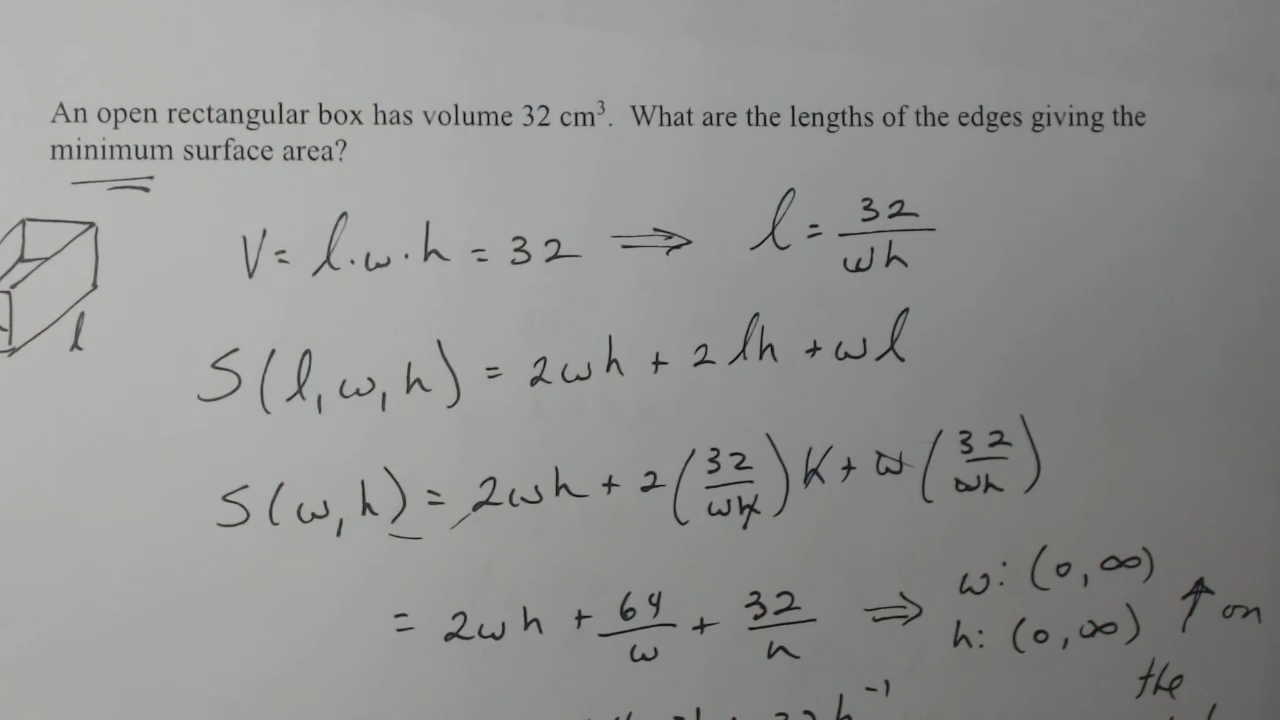 An open rectangular box has volume 32 cm³. What are the lengths of the edges giving the
minimum surface area?
V = l · w · h = 32 ⟹ l = 32/wh
l
S(l, w, h) = 2wh + 2lh + wl
S(w, h) = 2wh + 2(32/wh)h + w(32/wh)
= 2wh + 64/w + 32/h ⟹ w: (0, ∞)
h: (0, ∞) ↑ on
the
h⁻¹